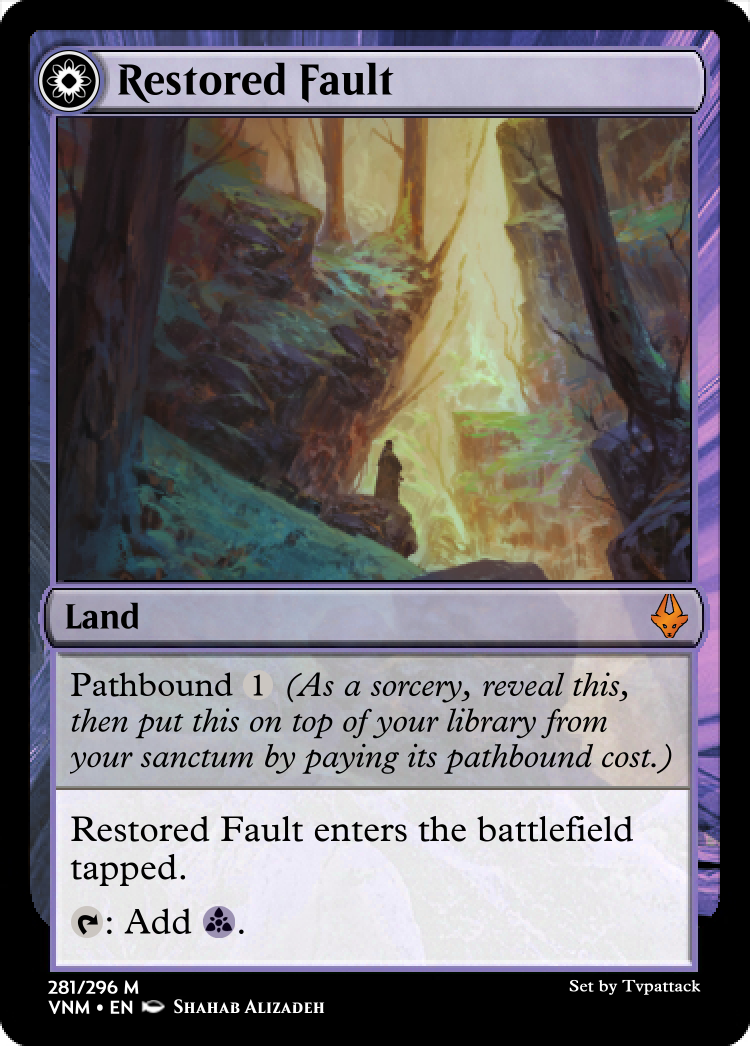 Restored Fault
Land
Pathbound 1 (As a sorcery, reveal this,
then put this on top of your library from
your sanctum by paying its pathbound cost.)
Restored Fault enters the battlefield
tapped.
: Add .
281/296 M
VNM • EN Shahab Alizadeh
Set by Tvpattack